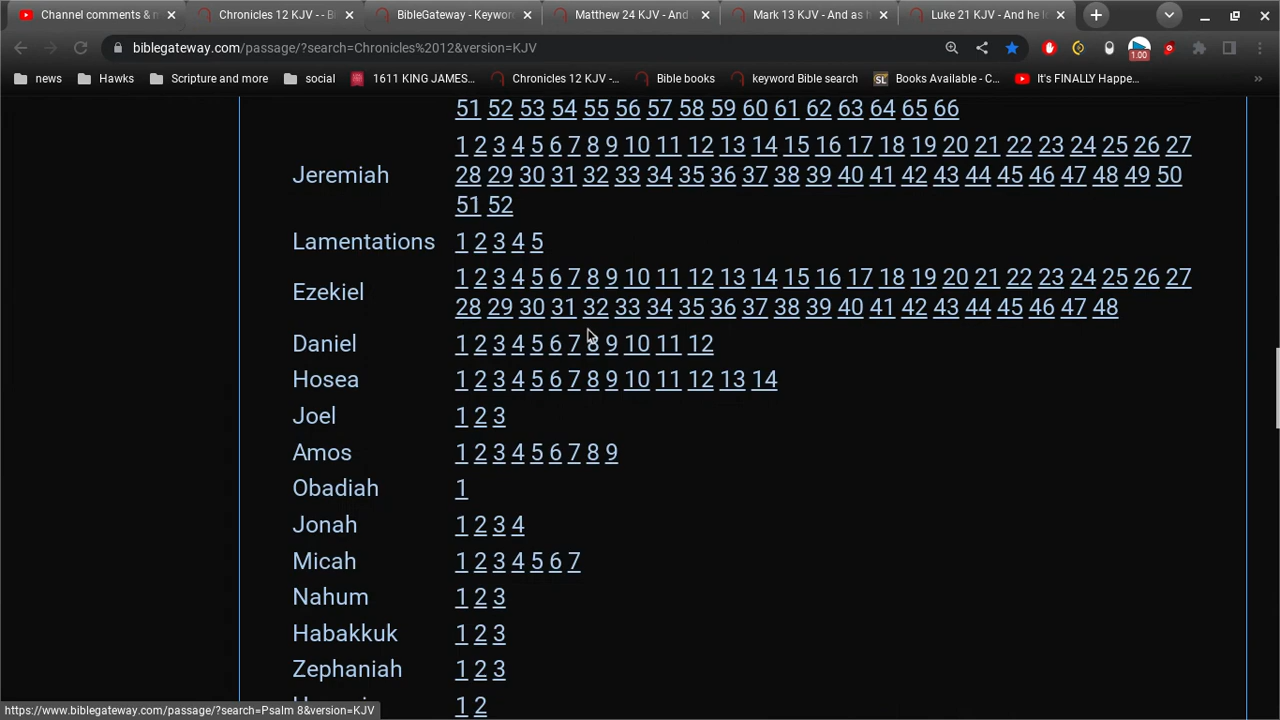 Channel comments & r
Chronicles 12 KJV - - B
BibleGateway - Keywor
Matthew 24 KJV - And
Mark 13 KJV - And as h
Luke 21 KJV - And he l
biblegateway.com/passage/?search=Chronicles%2012&version=KJV
1.00
news
Hawks
Scripture and more
social
1611 KING JAMES...
Chronicles 12 KJV -...
Bible books
keyword Bible search
SL Books Available - C...
It's FINALLY Happe...
»
51 52 53 54 55 56 57 58 59 60 61 62 63 64 65 66
1 2 3 4 5 6 7 8 9 10 11 12 13 14 15 16 17 18 19 20 21 22 23 24 25 26 27
Jeremiah 28 29 30 31 32 33 34 35 36 37 38 39 40 41 42 43 44 45 46 47 48 49 50
51 52
Lamentations 1 2 3 4 5
Ezekiel 1 2 3 4 5 6 7 8 9 10 11 12 13 14 15 16 17 18 19 20 21 22 23 24 25 26 27
28 29 30 31 32 33 34 35 36 37 38 39 40 41 42 43 44 45 46 47 48
Daniel 1 2 3 4 5 6 7 8 9 10 11 12
Hosea 1 2 3 4 5 6 7 8 9 10 11 12 13 14
Joel 1 2 3
Amos 1 2 3 4 5 6 7 8 9
Obadiah 1
Jonah 1 2 3 4
Micah 1 2 3 4 5 6 7
Nahum 1 2 3
Habakkuk 1 2 3
Zephaniah 1 2 3
1 2
https://www.biblegateway.com/passage/?search=Psalm 8&version=KJV